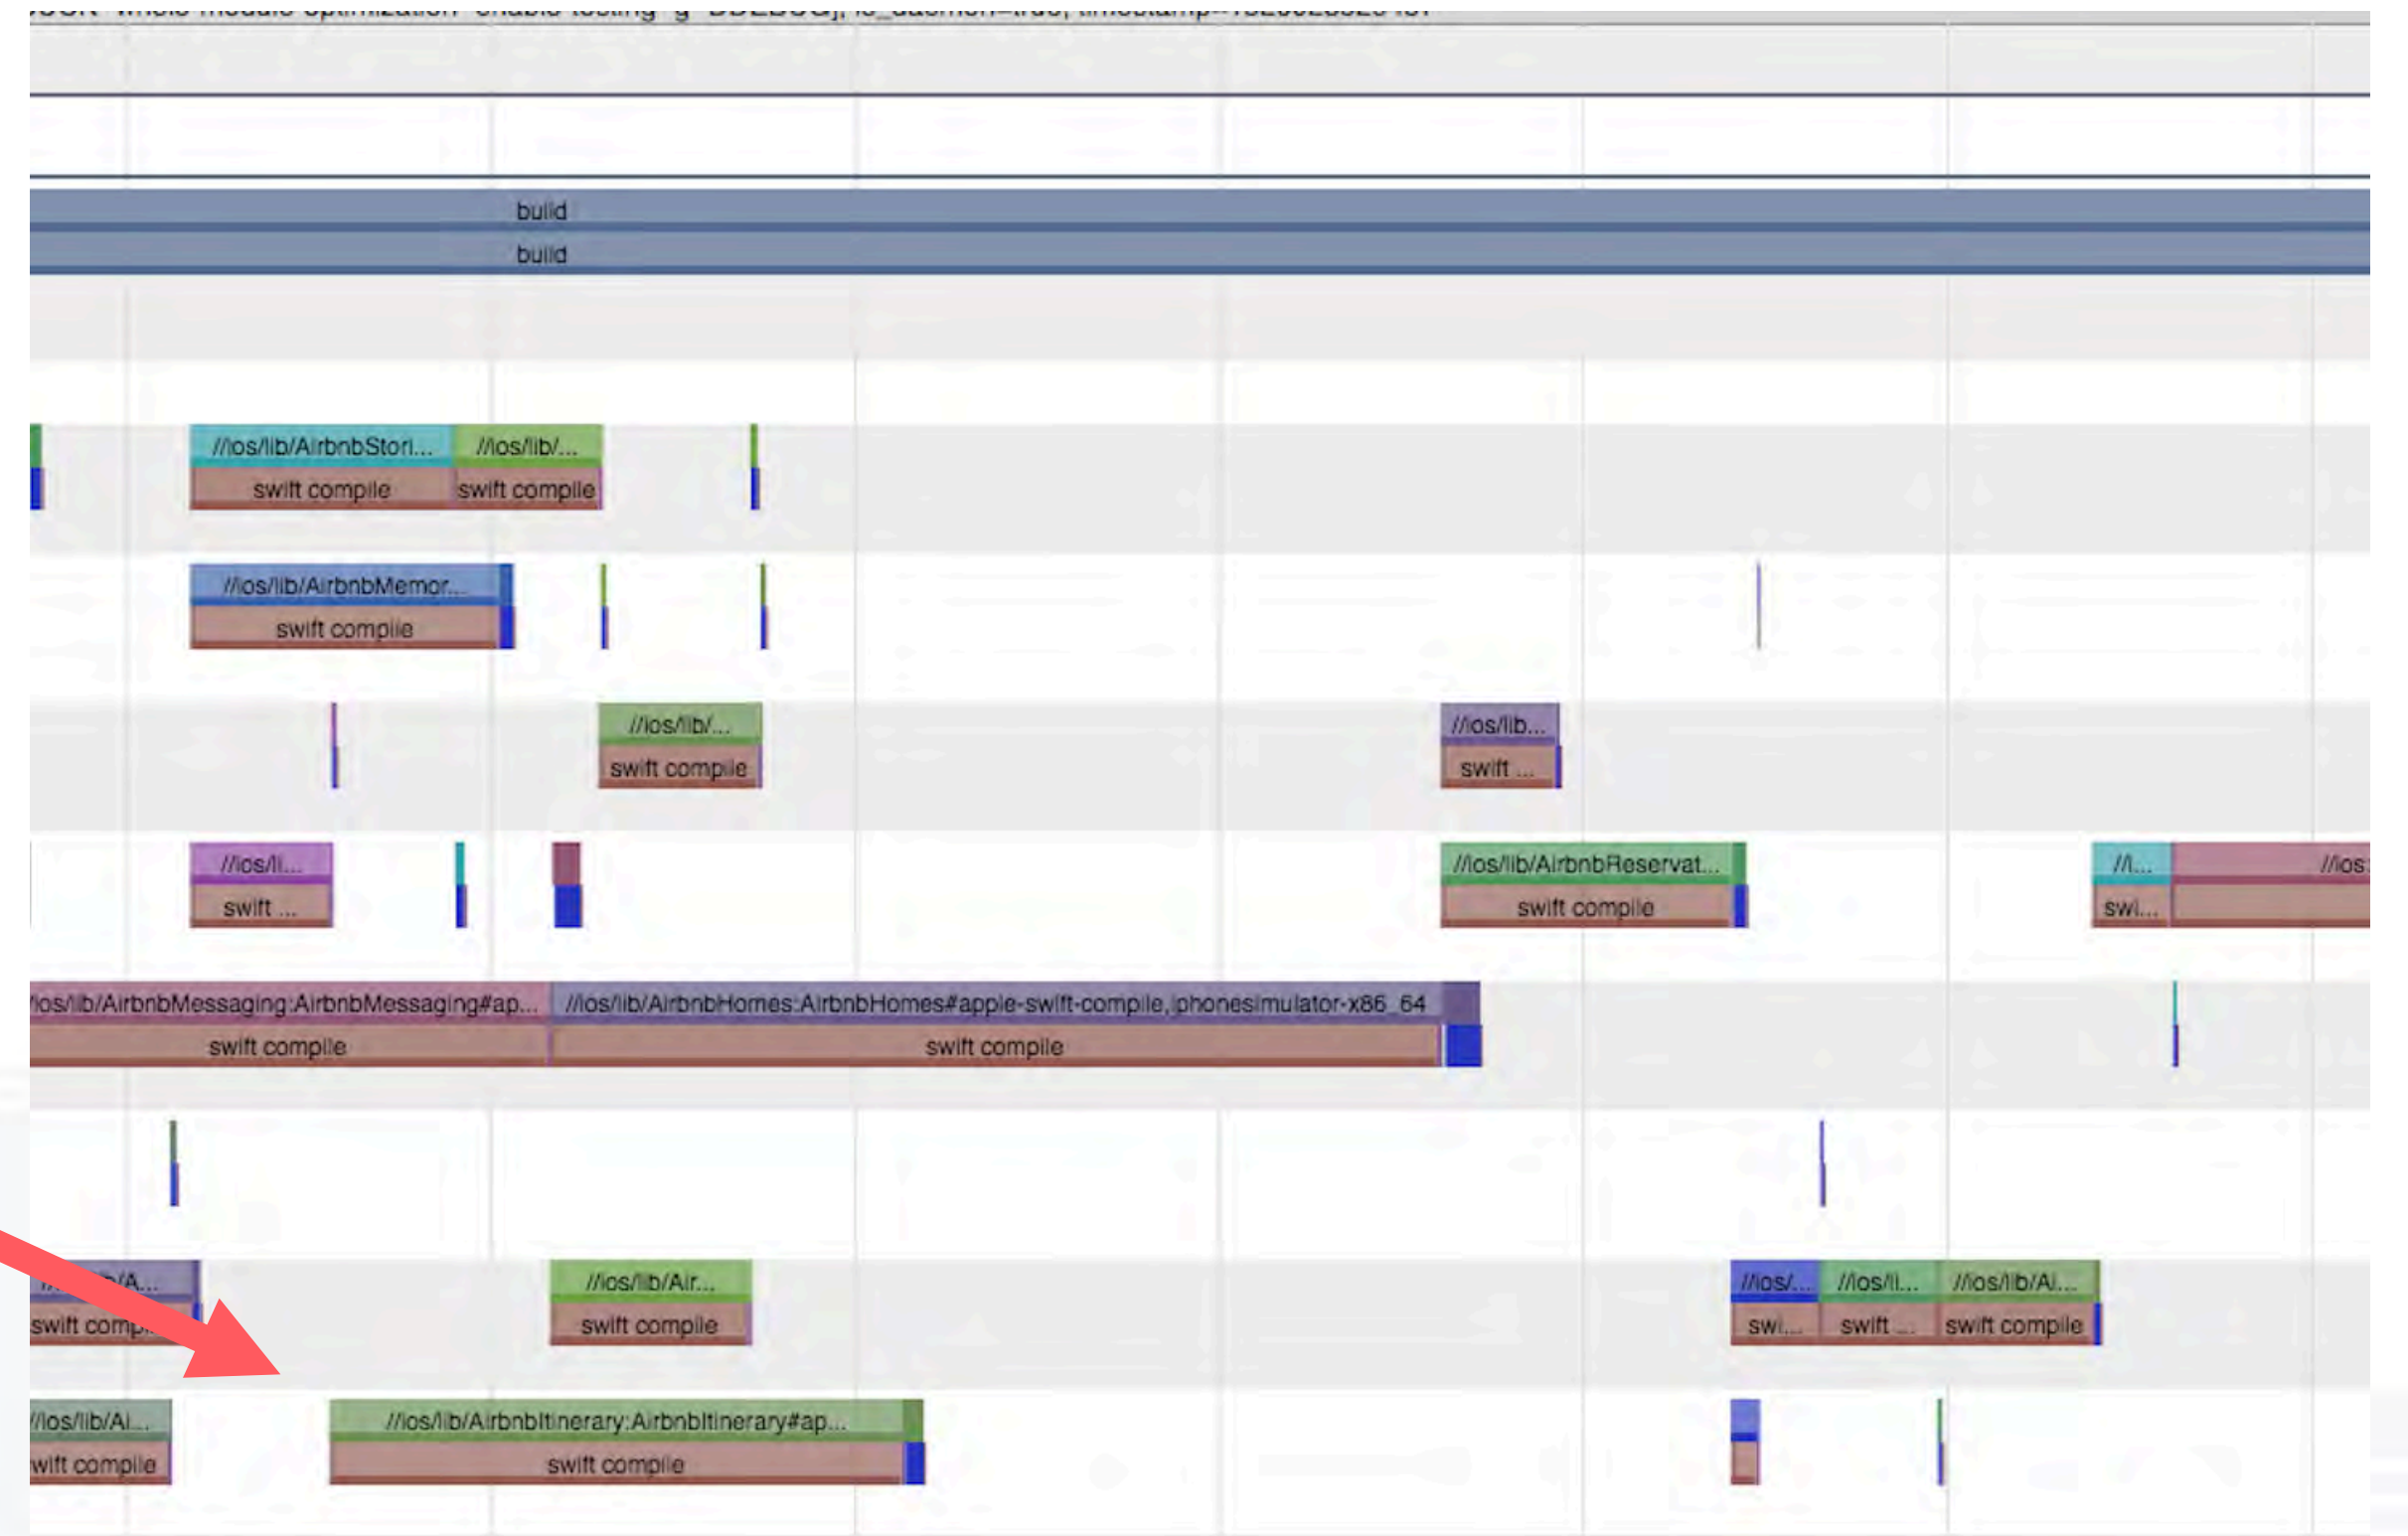 build
build
//ios/lib/AirbnbStori... //ios/lib/...
swift compile swift compile
//ios/lib/AirbnbMemor...
swift compile
//ios/lib/... //ios/lib...
swift compile swift ...
//ios/li... //ios/lib/AirbnbReservat... //i... //ios
swift ... swift compile swi...
/ios/lib/AirbnbMessaging:AirbnbMessaging#ap... //ios/lib/AirbnbHomes:AirbnbHomes#apple-swift-compile,iphonesimulator-x86_64
swift compile swift compile
//ios/lib/Air... //ios/... //ios/li... //ios/lib/Ai...
swift comp... swift compile swi... swift ... swift compile
//ios/lib/Ai... //ios/lib/AirbnbItinerary:AirbnbItinerary#ap...
wift compile swift compile